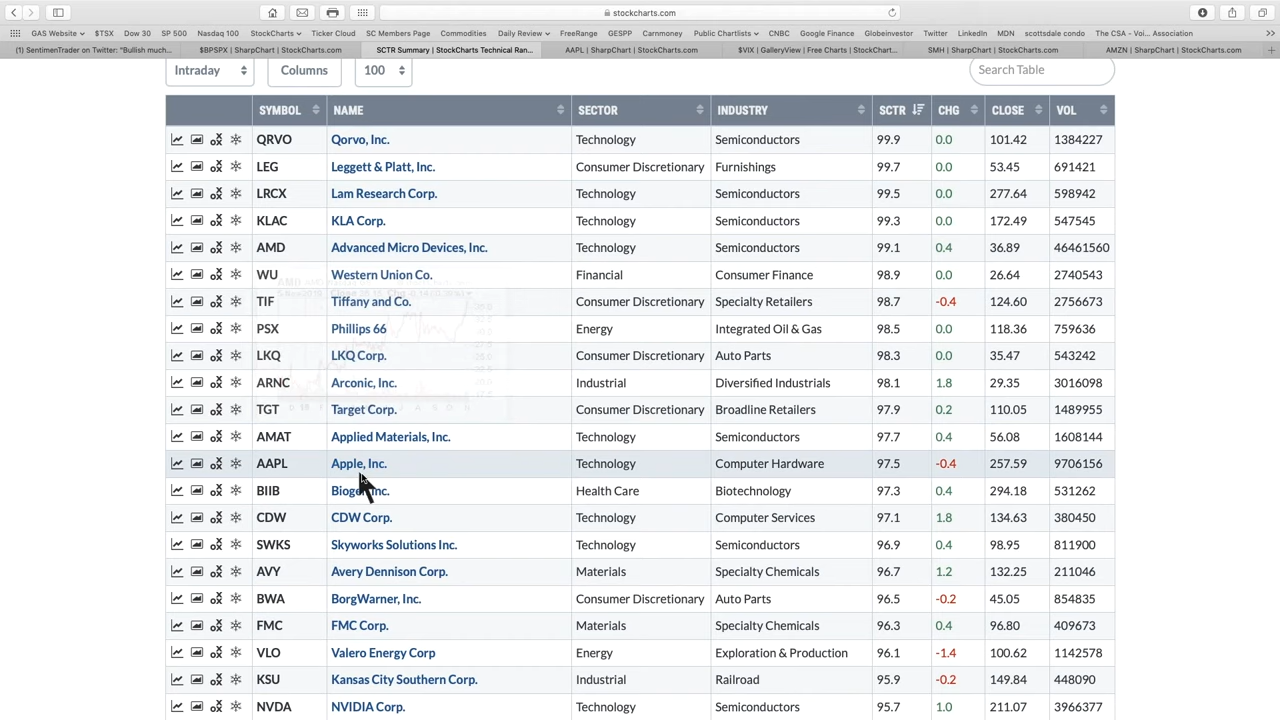 stockcharts.com
GAS Website $TSX Dow 30 SP 500 Nasdaq 100 StockCharts Ticker Cloud SC Members Page Commodities Daily Review FreeRange GESPP Carnmoney Public Chartlists CNBC Google Finance Globeinvestor Twitter LinkedIn MDN scottsdale condo The CSA - Voi... Association
(1) SentimenTrader on Twitter: "Bullish much... $BPSPX | SharpChart | StockCharts.com SCTR Summary | StockCharts Technical Ran... AAPL | SharpChart | StockCharts.com $VIX | GalleryView | Free Charts | StockChart... SMH | SharpChart | StockCharts.com AMZN | SharpChart | StockCharts.com
Intraday Columns 100 Search Table
SYMBOL NAME SECTOR INDUSTRY SCTR CHG CLOSE VOL
QRVO Qorvo, Inc. Technology Semiconductors 99.9 0.0 101.42 1384227
LEG Leggett & Platt, Inc. Consumer Discretionary Furnishings 99.7 0.0 53.45 691421
LRCX Lam Research Corp. Technology Semiconductors 99.5 0.0 277.64 598942
KLAC KLA Corp. Technology Semiconductors 99.3 0.0 172.49 547545
AMD Advanced Micro Devices, Inc. Technology Semiconductors 99.1 0.4 36.89 46461560
WU Western Union Co. Financial Consumer Finance 98.9 0.0 26.64 2740543
TIF Tiffany and Co. Consumer Discretionary Specialty Retailers 98.7 -0.4 124.60 2756673
PSX Phillips 66 Energy Integrated Oil & Gas 98.5 0.0 118.36 759636
LKQ LKQ Corp. Consumer Discretionary Auto Parts 98.3 0.0 35.47 543242
ARNC Arconic, Inc. Industrial Diversified Industrials 98.1 1.8 29.35 3016098
TGT Target Corp. Consumer Discretionary Broadline Retailers 97.9 0.2 110.05 1489955
AMAT Applied Materials, Inc. Technology Semiconductors 97.7 0.4 56.08 1608144
AAPL Apple, Inc. Technology Computer Hardware 97.5 -0.4 257.59 9706156
BIIB Biogen Inc. Health Care Biotechnology 97.3 0.4 294.18 531262
CDW CDW Corp. Technology Computer Services 97.1 1.8 134.63 380450
SWKS Skyworks Solutions Inc. Technology Semiconductors 96.9 0.4 98.95 811900
AVY Avery Dennison Corp. Materials Specialty Chemicals 96.7 1.2 132.25 211046
BWA BorgWarner, Inc. Consumer Discretionary Auto Parts 96.5 -0.2 45.05 854835
FMC FMC Corp. Materials Specialty Chemicals 96.3 0.4 96.80 409673
VLO Valero Energy Corp Energy Exploration & Production 96.1 -1.4 100.62 1142578
KSU Kansas City Southern Corp. Industrial Railroad 95.9 -0.2 149.84 448090
NVDA NVIDIA Corp. Technology Semiconductors 95.7 1.0 211.07 3966377